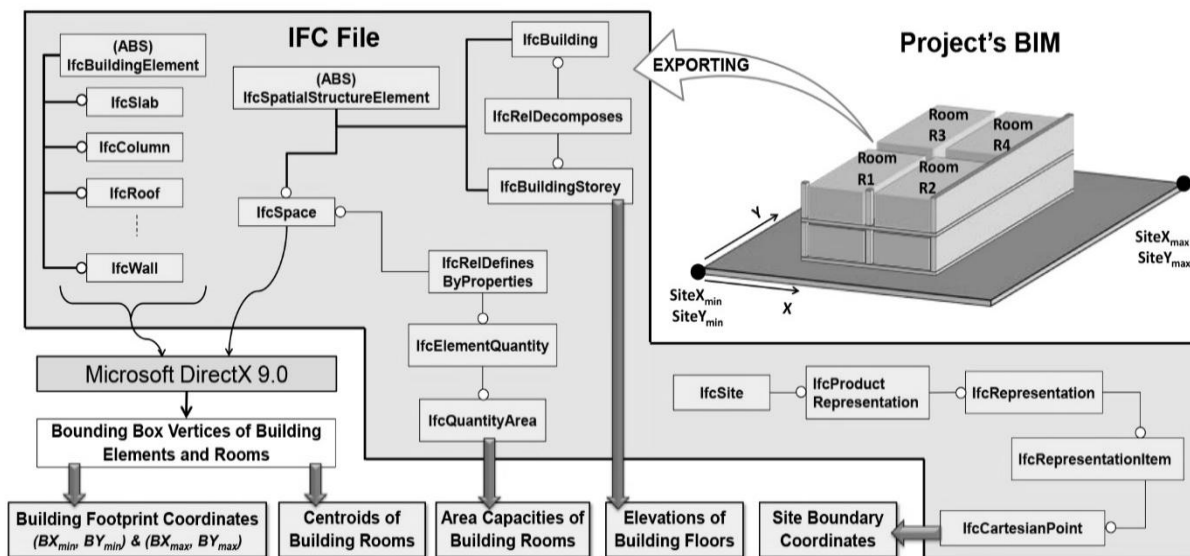 IFC File
(ABS)
IfcBuildingElement
IfcSlab
IfcColumn
IfcRoof
IfcWall
(ABS)
IfcSpatialStructureElement
IfcSpace
IfcBuilding
IfcRelDecomposes
IfcBuildingStorey
IfcRelDefines
ByProperties
IfcElementQuantity
IfcQuantityArea
EXPORTING
Project's BIM
Room
R3
Room
R4
Room
R1
Room
R2
Y
X
SiteXmin
SiteYmin
SiteXmax
SiteYmax
Microsoft DirectX 9.0
Bounding Box Vertices of Building
Elements and Rooms
IfcSite
IfcProduct
Representation
IfcRepresentation
IfcRepresentationItem
IfcCartesianPoint
Building Footprint Coordinates
(BXmin, BYmin) & (BXmax, BYmax)
Centroids of
Building Rooms
Area Capacities of
Building Rooms
Elevations of
Building Floors
Site Boundary
Coordinates